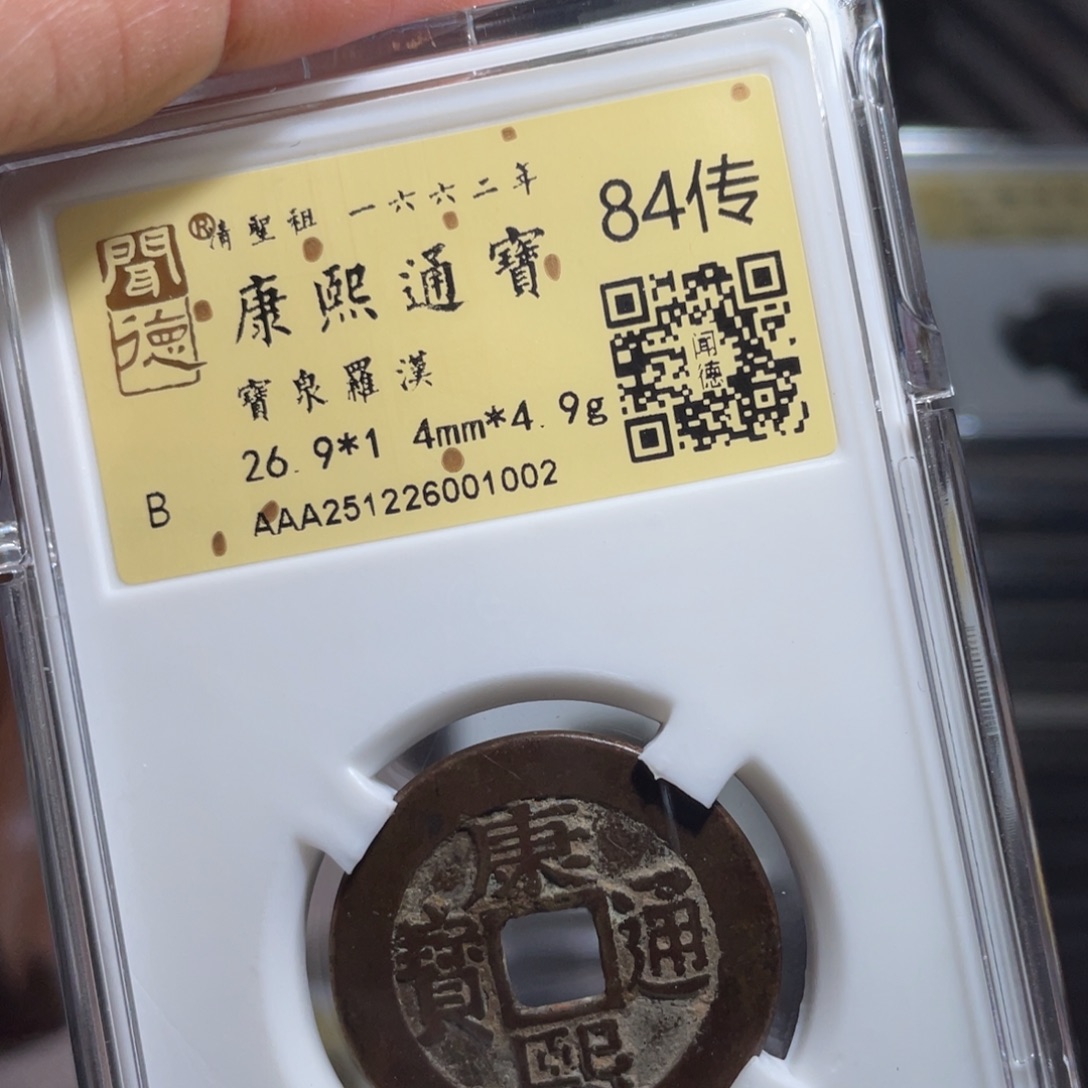 聞德
®清聖祖 一六六二年
84传
康熙通寶
寶泉羅漢
闻德
26.9*1 4mm*4.9g
B
AAA251226001002
康
寶 通
熙